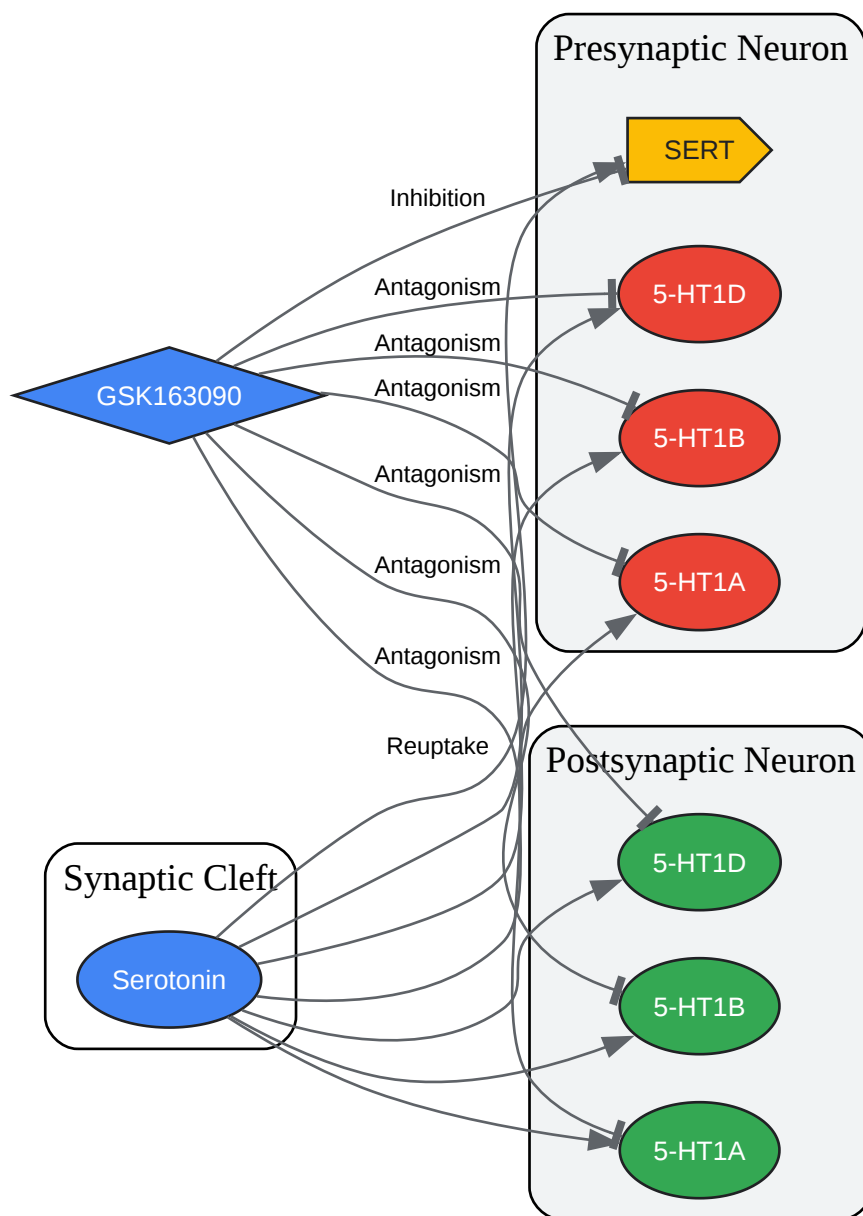 Presynaptic Neuron
SERT
Inhibition
5-HT1D
Antagonism
Antagonism
Antagonism
GSK163090
5-HT1B
Antagonism
Antagonism
5-HT1A
Antagonism
Reuptake
Postsynaptic Neuron
5-HT1D
Synaptic Cleft
Serotonin
5-HT1B
5-HT1A